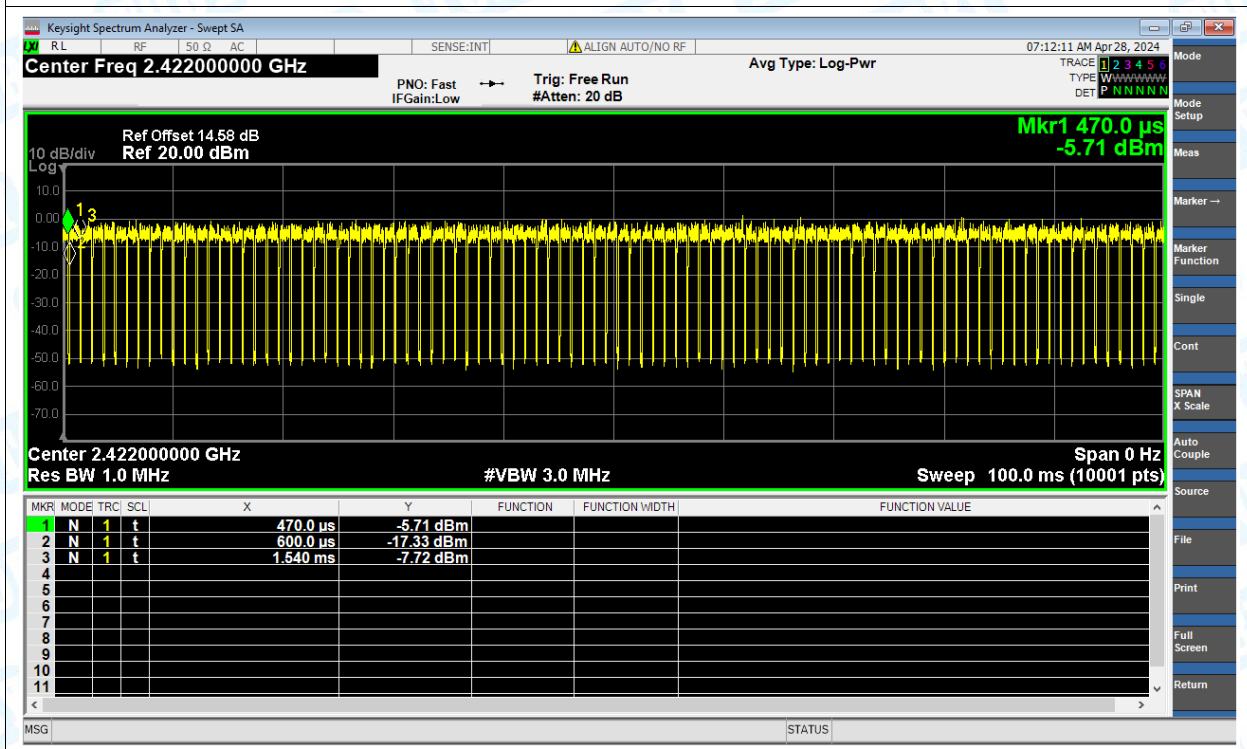 Keysight Spectrum Analyzer - Swept SA
LXI RL RF 50 Ω AC SENSE:INT ALIGN AUTO/NO RF 07:12:11 AM Apr 28, 2024
Center Freq 2.422000000 GHz
PNO: Fast
IFGain:Low
Trig: Free Run
#Atten: 20 dB
Avg Type: Log-Pwr
TRACE 1 2 3 4 5 6
TYPE WWWWWW
DET P N N N N N
Mkr1 470.0 µs
-5.71 dBm
Ref Offset 14.58 dB
10 dB/div Ref 20.00 dBm
Log
10.0
0.00
-10.0
-20.0
-30.0
-40.0
-50.0
-60.0
-70.0
1
3
2
Center 2.422000000 GHz Span 0 Hz
Res BW 1.0 MHz #VBW 3.0 MHz Sweep 100.0 ms (10001 pts)
MKR MODE TRC SCL X Y FUNCTION FUNCTION WIDTH FUNCTION VALUE
1 N 1 t 470.0 µs -5.71 dBm
2 N 1 t 600.0 µs -17.33 dBm
3 N 1 t 1.540 ms -7.72 dBm
4
5
6
7
8
9
10
11
MSG STATUS
Mode
Mode Setup
Meas
Marker →
Marker Function
Single
Cont
SPAN X Scale
Auto Couple
Source
File
Print
Full Screen
Return